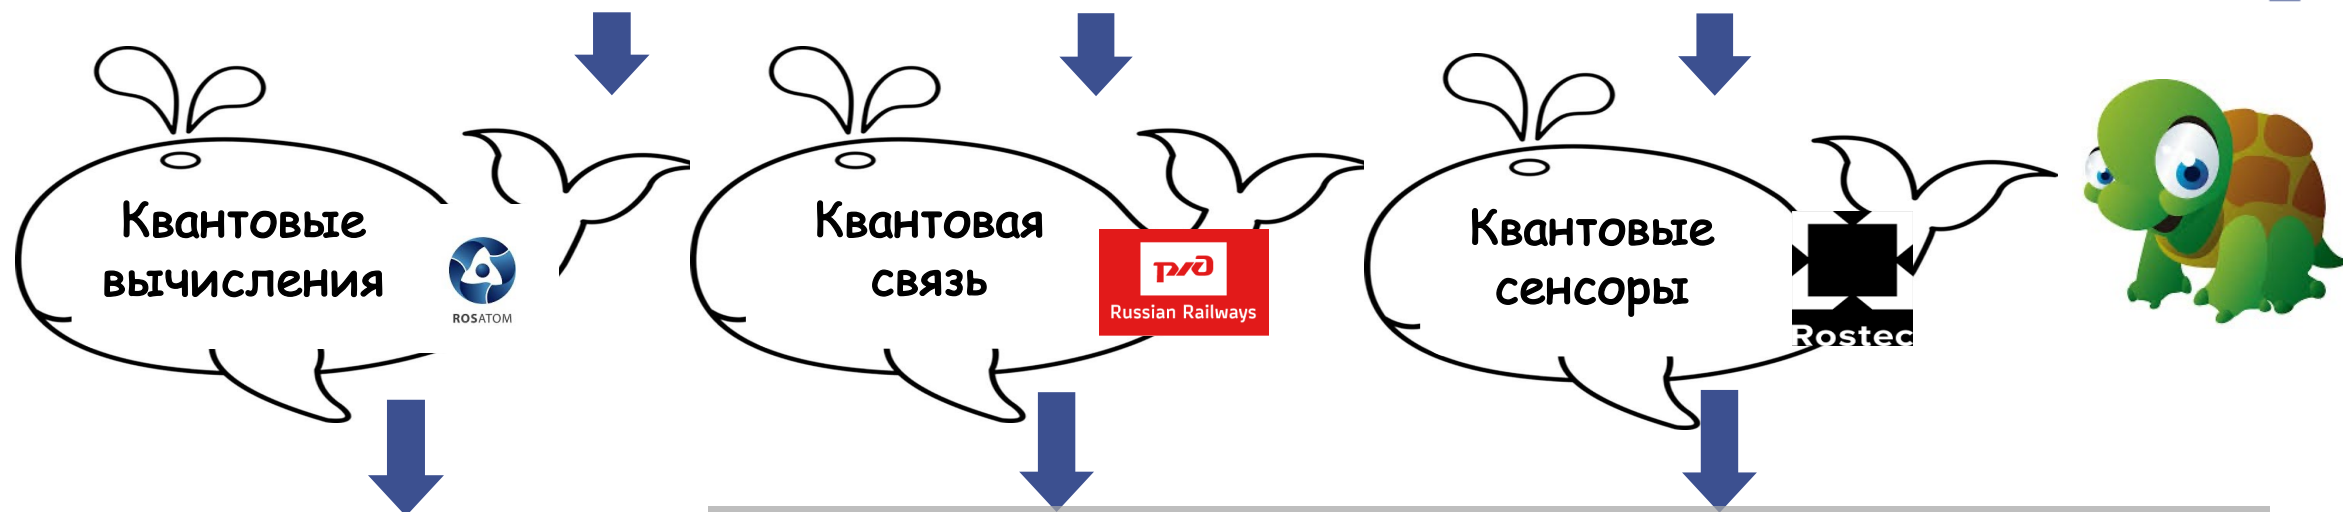 Квантовые
вычисления
ROSATOM
Квантовая
связь
ржд
Russian Railways
Квантовые
сенсоры
Rostec